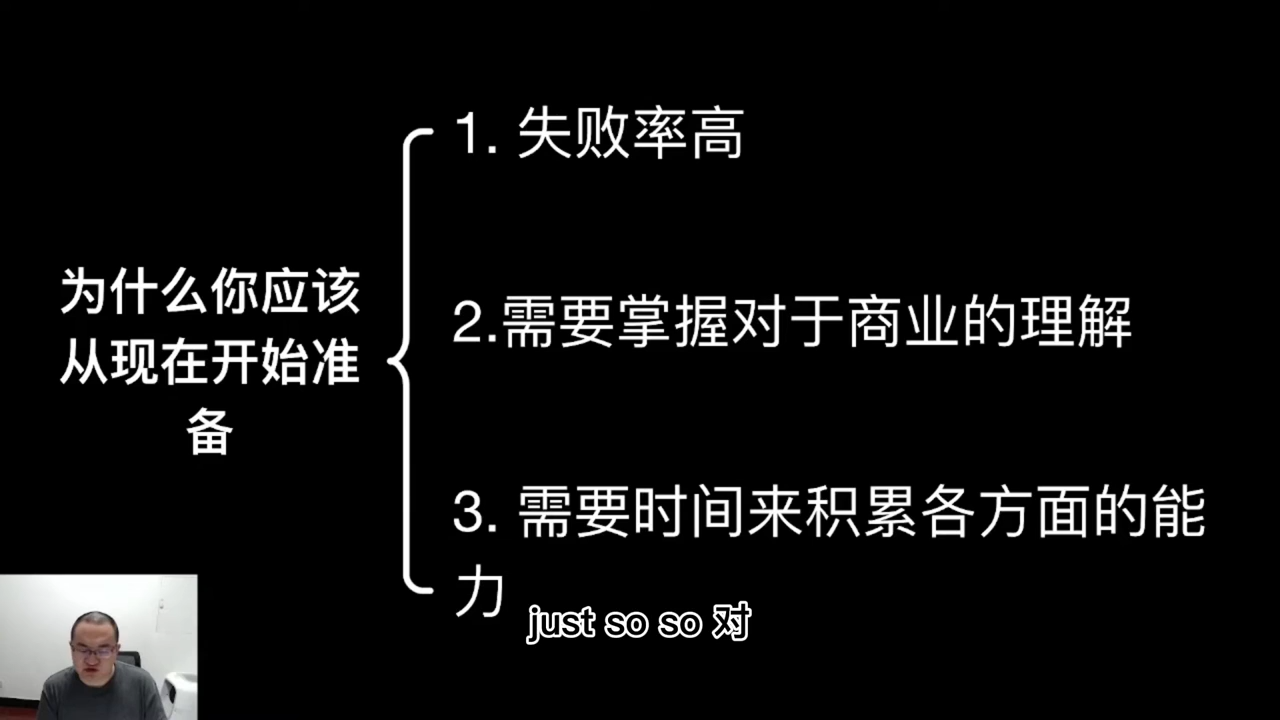 为什么你应该
从现在开始准
备
1. 失败率高
2.需要掌握对于商业的理解
3. 需要时间来积累各方面的能
力
just so so 对